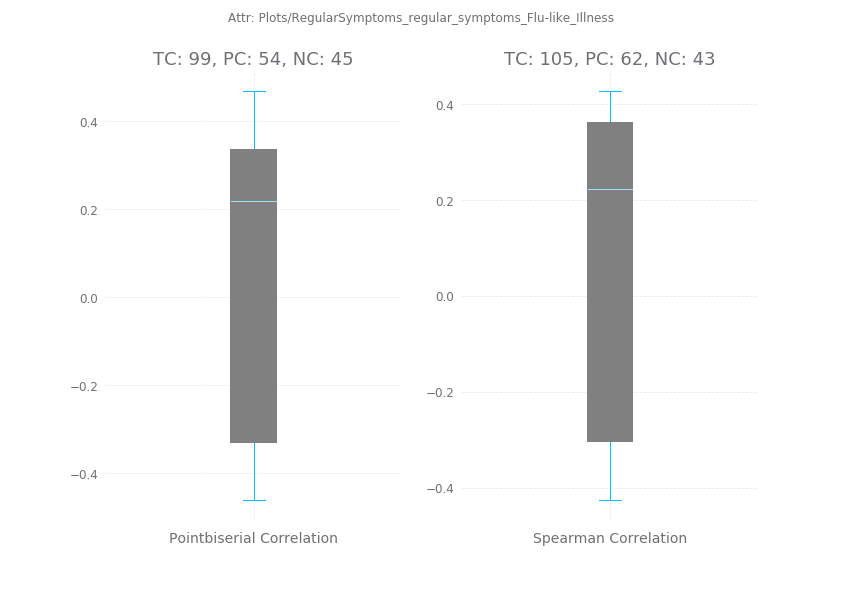 Attr: Plots/RegularSymptoms_regular_symptoms_Flu-like_Illness
TC: 99, PC: 54, NC: 45
0.4
0.2
0.0
−0.2
−0.4
Pointbiserial Correlation
TC: 105, PC: 62, NC: 43
0.4
0.2
0.0
−0.2
−0.4
Spearman Correlation